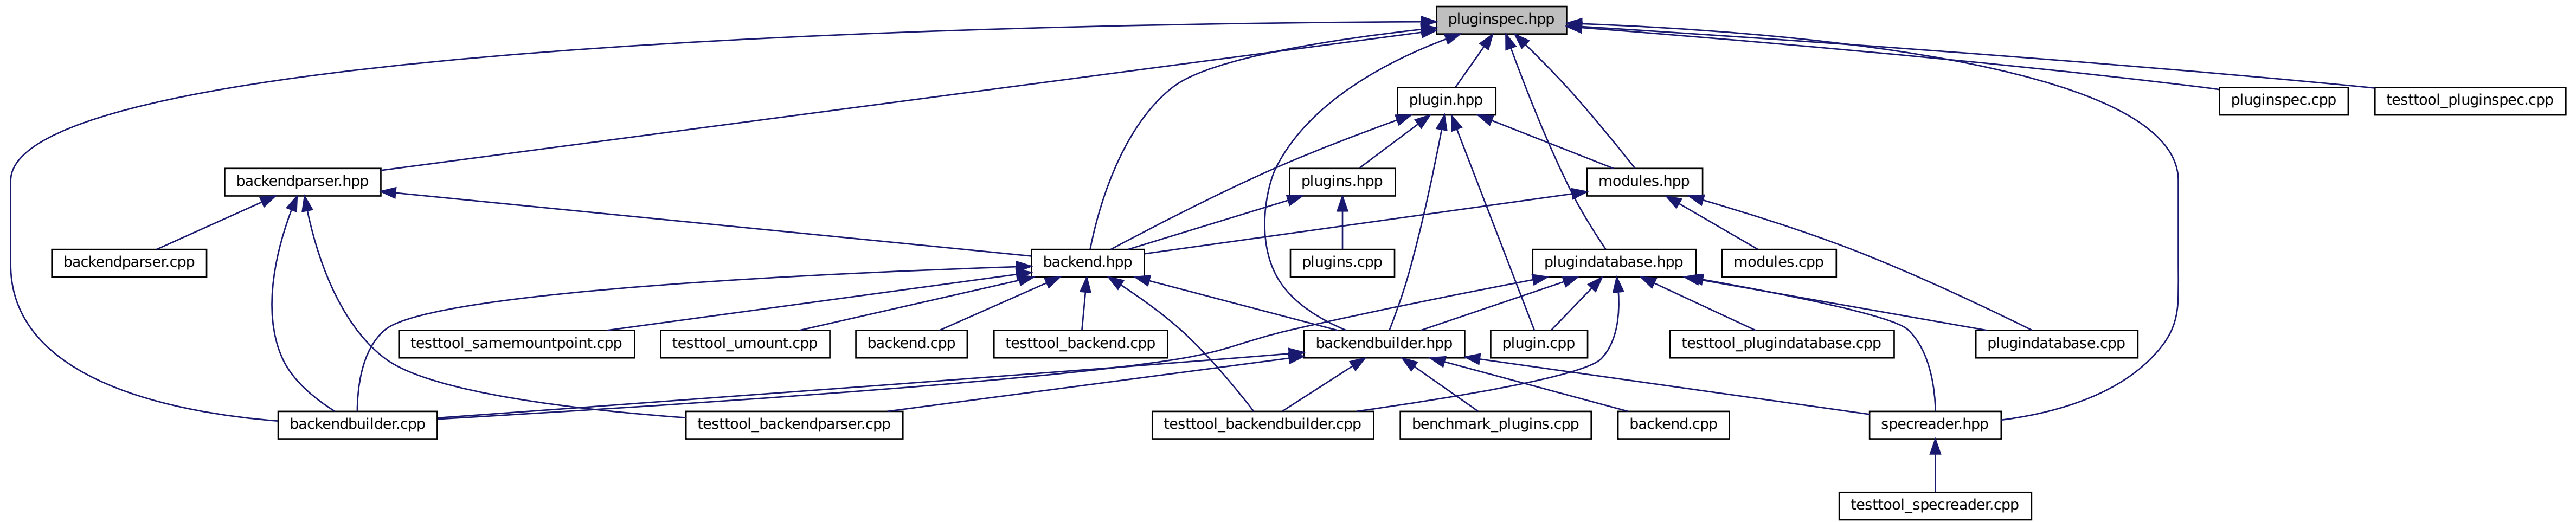 pluginspec.hpp
plugin.hpp
pluginspec.cpp
testtool_pluginspec.cpp
backendparser.hpp
plugins.hpp
modules.hpp
backendparser.cpp
backend.hpp
plugins.cpp
plugindatabase.hpp
modules.cpp
testtool_samemountpoint.cpp
testtool_umount.cpp
backend.cpp
testtool_backend.cpp
backendbuilder.hpp
plugin.cpp
testtool_plugindatabase.cpp
plugindatabase.cpp
backendbuilder.cpp
testtool_backendparser.cpp
testtool_backendbuilder.cpp
benchmark_plugins.cpp
backend.cpp
specreader.hpp
testtool_specreader.cpp